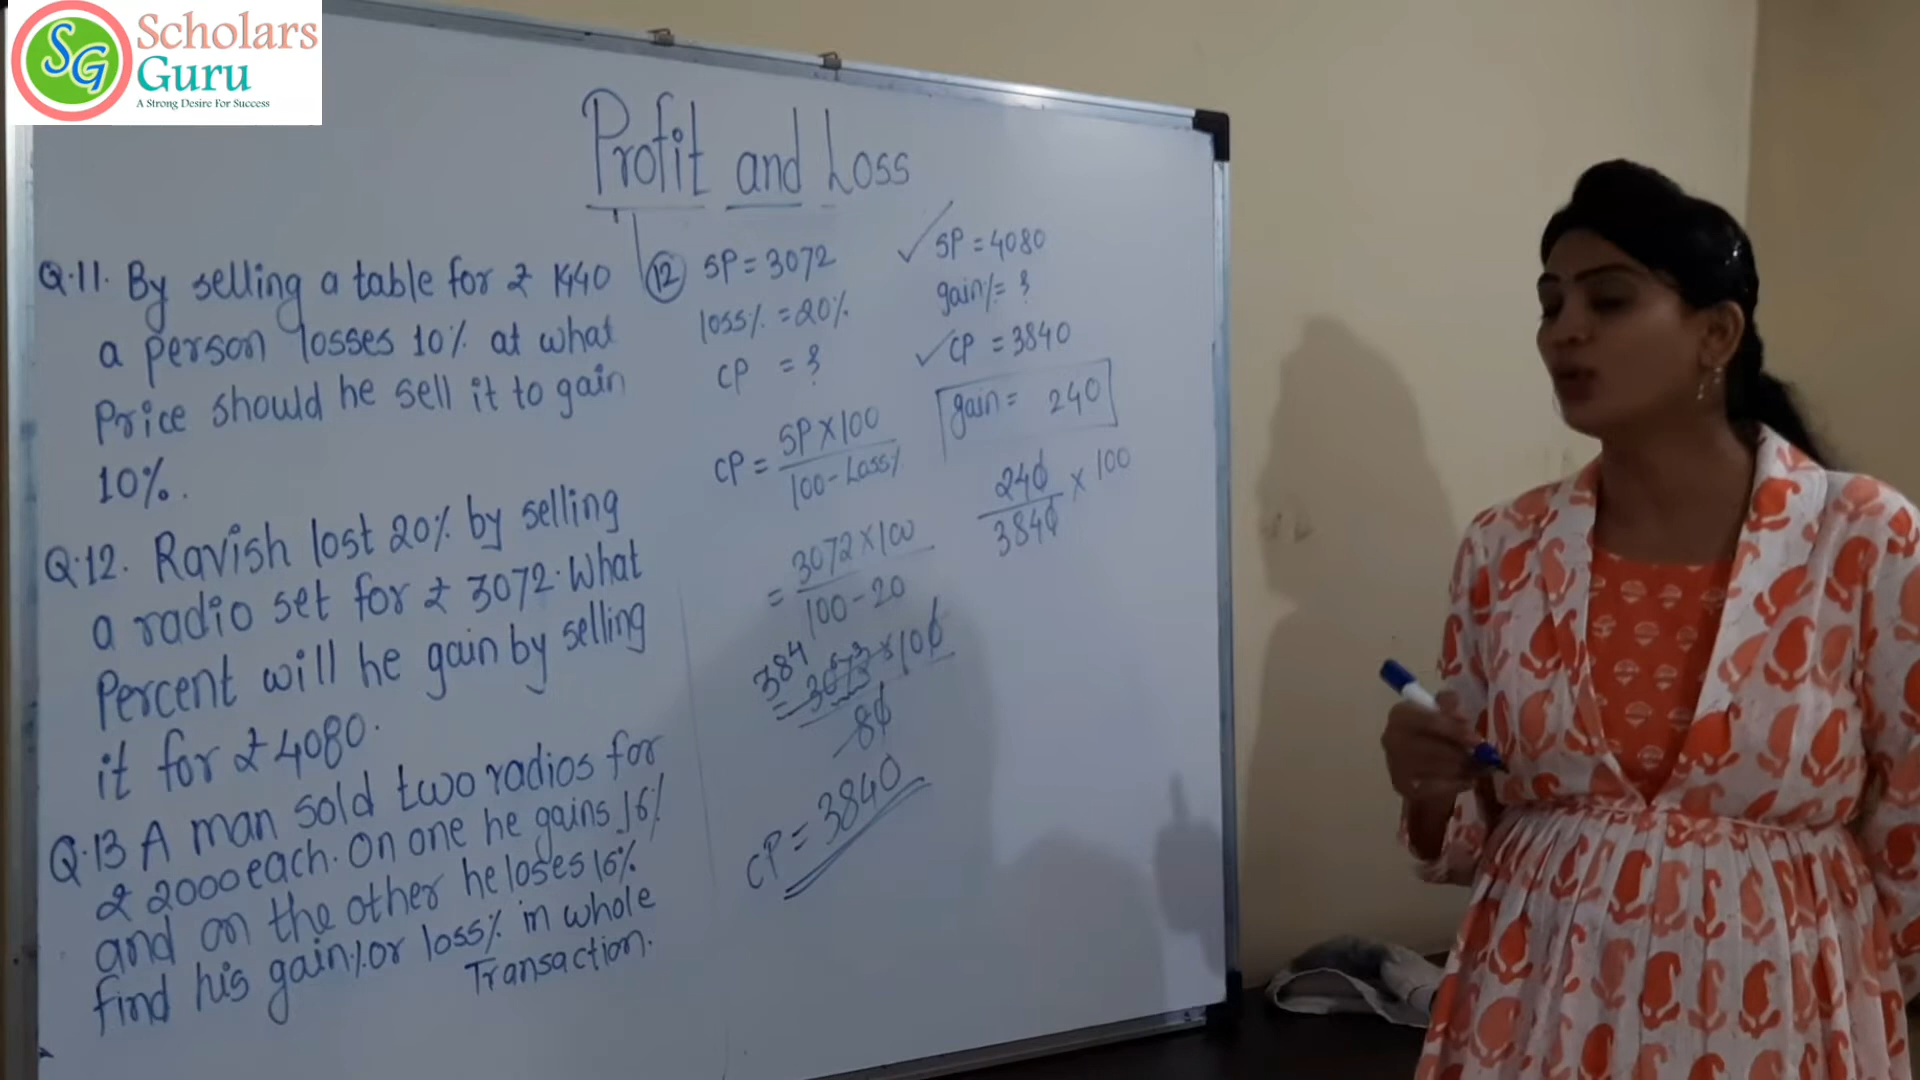 Scholars
Guru
A Strong Desire For Success
SG
Profit and Loss
Q.11. By selling a table for ₹ 1440
a person losses 10% at what
Price should he sell it to gain
10%.
Q.12. Ravish lost 20% by selling
a radio set for ₹ 3072. What
Percent will he gain by selling
it for ₹ 4080.
Q.13 A man sold two radios for
₹ 2000 each. On one he gains 16%
and on the other he loses 16%
find his gain% or loss% in whole
Transaction.
12 SP = 3072
loss% = 20%
CP = ?
CP = SP X 100
100 - Loss%
= 3072 X 100
100 - 20
384
= 3072 × 100
80
CP = 3840
✓ SP = 4080
gain% = ?
✓ CP = 3840
gain = 240
240 × 100
3840